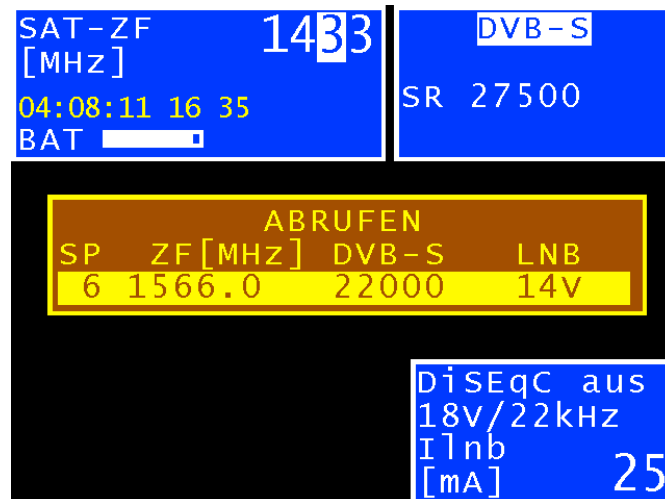 SAT-ZF 1433
[MHz]
04:08:11 16 35
BAT
DVB-S
SR 27500
ABRUFEN
SP ZF[MHz] DVB-S LNB
6 1566.0 22000 14V
DiSEqC aus
18V/22kHz
Ilnb
[mA] 25